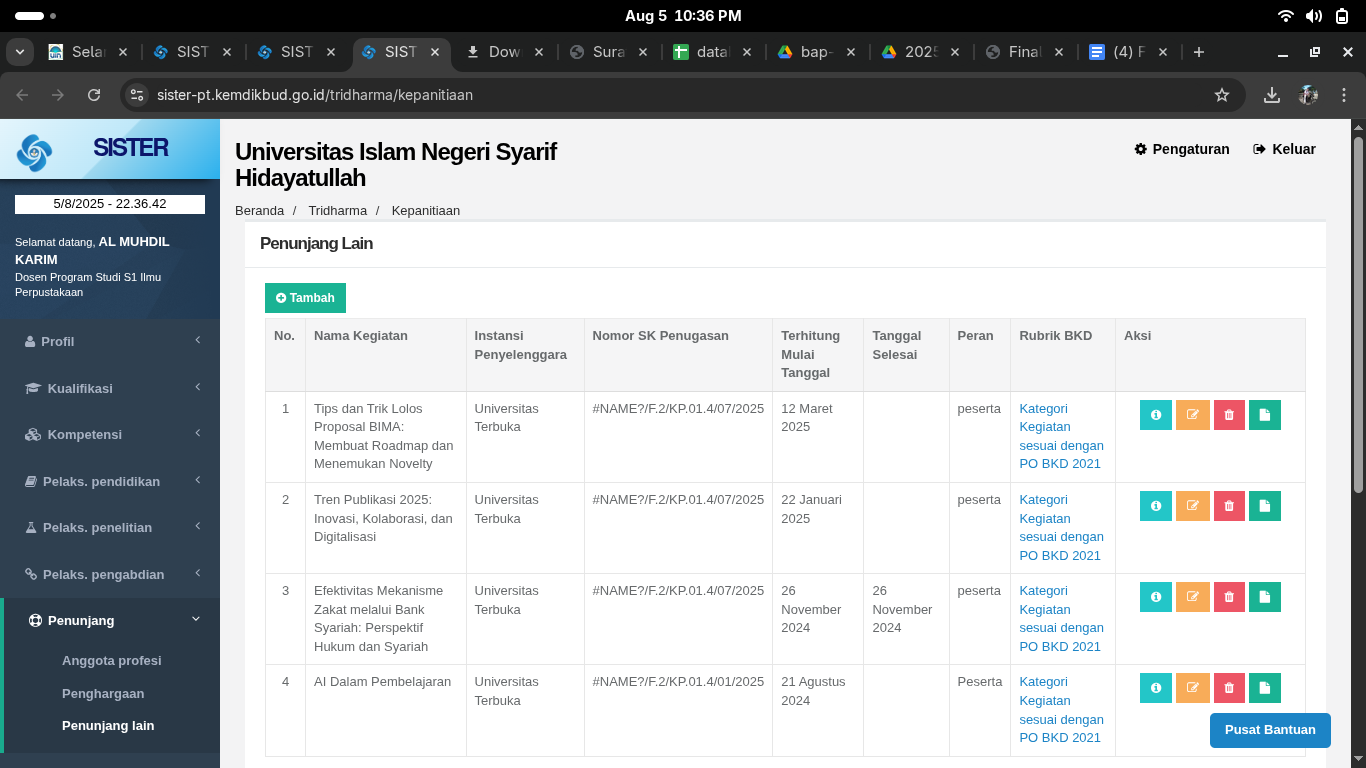 Aug 5 10:36 PM
Sela
SIST
SIST
SIST
Dow
Sura
data
bap-
2025
Final
(4) F
sister-pt.kemdikbud.go.id/tridharma/kepanitiaan
SISTER
5/8/2025 - 22.36.42
Selamat datang, AL MUHDIL
KARIM
Dosen Program Studi S1 Ilmu
Perpustakaan
Profil
Kualifikasi
Kompetensi
Pelaks. pendidikan
Pelaks. penelitian
Pelaks. pengabdian
Penunjang
Anggota profesi
Penghargaan
Penunjang lain
Universitas Islam Negeri Syarif
Hidayatullah
Pengaturan
Keluar
Beranda / Tridharma / Kepanitiaan
Penunjang Lain
Tambah
No.
Nama Kegiatan
Instansi
Penyelenggara
Nomor SK Penugasan
Terhitung
Mulai
Tanggal
Tanggal
Selesai
Peran
Rubrik BKD
Aksi
1
Tips dan Trik Lolos
Proposal BIMA:
Membuat Roadmap dan
Menemukan Novelty
Universitas
Terbuka
#NAME?/F.2/KP.01.4/07/2025
12 Maret
2025
peserta
Kategori
Kegiatan
sesuai dengan
PO BKD 2021
2
Tren Publikasi 2025:
Inovasi, Kolaborasi, dan
Digitalisasi
Universitas
Terbuka
#NAME?/F.2/KP.01.4/07/2025
22 Januari
2025
peserta
Kategori
Kegiatan
sesuai dengan
PO BKD 2021
3
Efektivitas Mekanisme
Zakat melalui Bank
Syariah: Perspektif
Hukum dan Syariah
Universitas
Terbuka
#NAME?/F.2/KP.01.4/07/2025
26
November
2024
26
November
2024
peserta
Kategori
Kegiatan
sesuai dengan
PO BKD 2021
4
AI Dalam Pembelajaran
Universitas
Terbuka
#NAME?/F.2/KP.01.4/01/2025
21 Agustus
2024
Peserta
Kategori
Kegiatan
sesuai dengan
PO BKD 2021
Pusat Bantuan